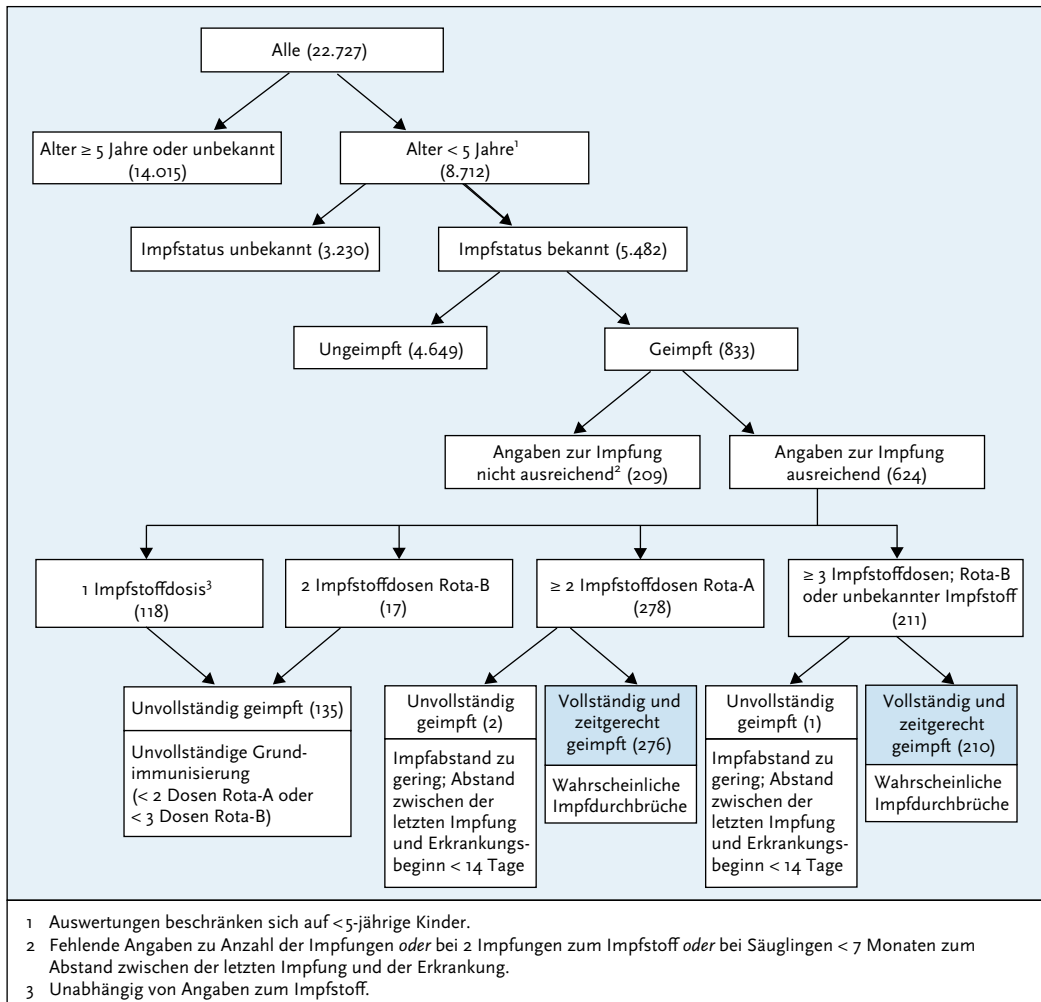 Alle (22.727)
Alter ≥ 5 Jahre oder unbekannt
(14.015)
Alter < 5 Jahre¹
(8.712)
Impfstatus unbekannt (3.230)
Impfstatus bekannt (5.482)
Ungeimpft (4.649)
Geimpft (833)
Angaben zur Impfung
nicht ausreichend² (209)
Angaben zur Impfung
ausreichend (624)
1 Impfstoffdosis³
(118)
2 Impfstoffdosen Rota-B
(17)
≥ 2 Impfstoffdosen Rota-A
(278)
≥ 3 Impfstoffdosen; Rota-B
oder unbekannter Impfstoff
(211)
Unvollständig geimpft (135)
Unvollständige Grund-
immunisierung
(< 2 Dosen Rota-A oder
< 3 Dosen Rota-B)
Unvollständig
geimpft (2)
Impfabstand zu
gering; Abstand
zwischen der
letzten Impfung
und Erkrankungs-
beginn < 14 Tage
Vollständig und
zeitgerecht
geimpft (276)
Wahrscheinliche
Impfdurchbrüche
Unvollständig
geimpft (1)
Impfabstand zu
gering; Abstand
zwischen der
letzten Impfung
und Erkrankungs-
beginn < 14 Tage
Vollständig und
zeitgerecht
geimpft (210)
Wahrscheinliche
Impfdurchbrüche
1 Auswertungen beschränken sich auf <5-jährige Kinder.
2 Fehlende Angaben zu Anzahl der Impfungen oder bei 2 Impfungen zum Impfstoff oder bei Säuglingen < 7 Monaten zum
Abstand zwischen der letzten Impfung und der Erkrankung.
3 Unabhängig von Angaben zum Impfstoff.